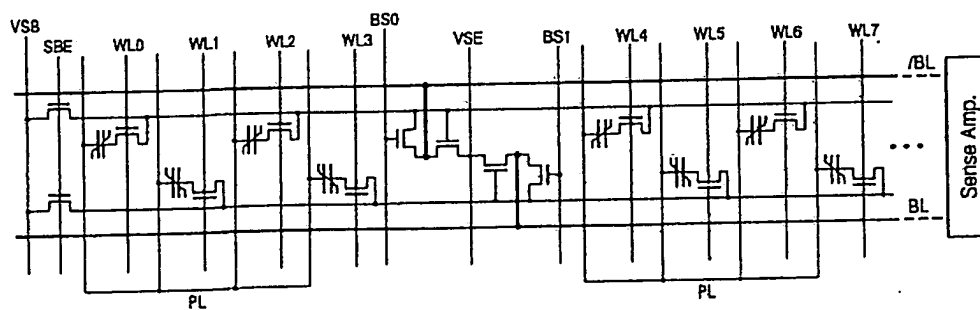 BS0
VSB
SBE
WL0
WL1
WL2
WL3
VSE
BS1
WL4
WL5
WL6
WL7
/BL
BL
Sense Amp.
PL
PL